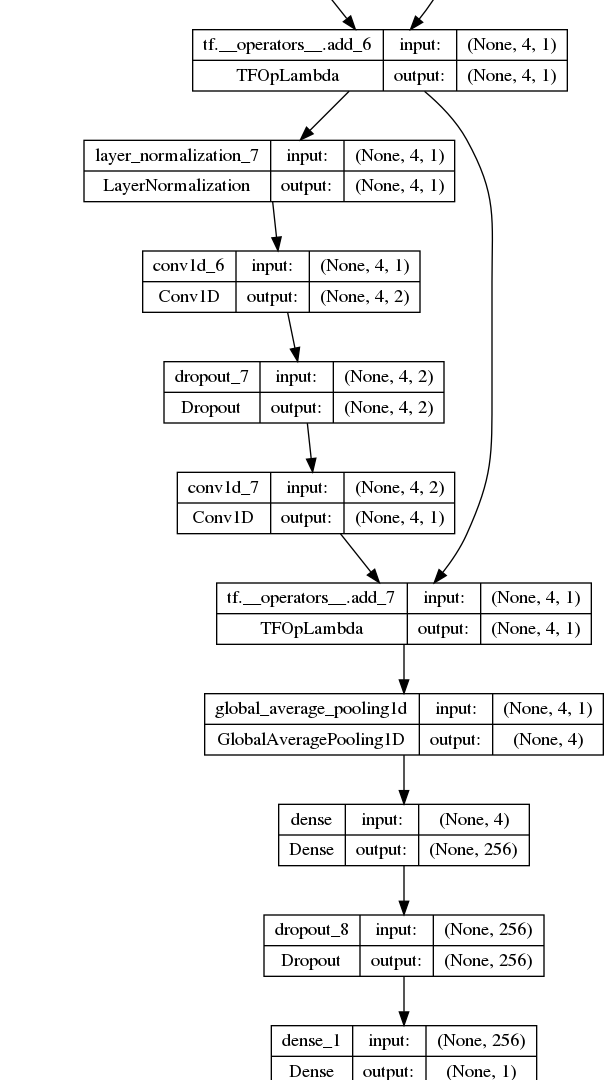 tf.__operators__.add_6 input: (None, 4, 1)
TFOpLambda output: (None, 4, 1)
layer_normalization_7 input: (None, 4, 1)
LayerNormalization output: (None, 4, 1)
conv1d_6 input: (None, 4, 1)
Conv1D output: (None, 4, 2)
dropout_7 input: (None, 4, 2)
Dropout output: (None, 4, 2)
conv1d_7 input: (None, 4, 2)
Conv1D output: (None, 4, 1)
tf.__operators__.add_7 input: (None, 4, 1)
TFOpLambda output: (None, 4, 1)
global_average_pooling1d input: (None, 4, 1)
GlobalAveragePooling1D output: (None, 4)
dense input: (None, 4)
Dense output: (None, 256)
dropout_8 input: (None, 256)
Dropout output: (None, 256)
dense_1 input: (None, 256)
Dense output: (None, 1)